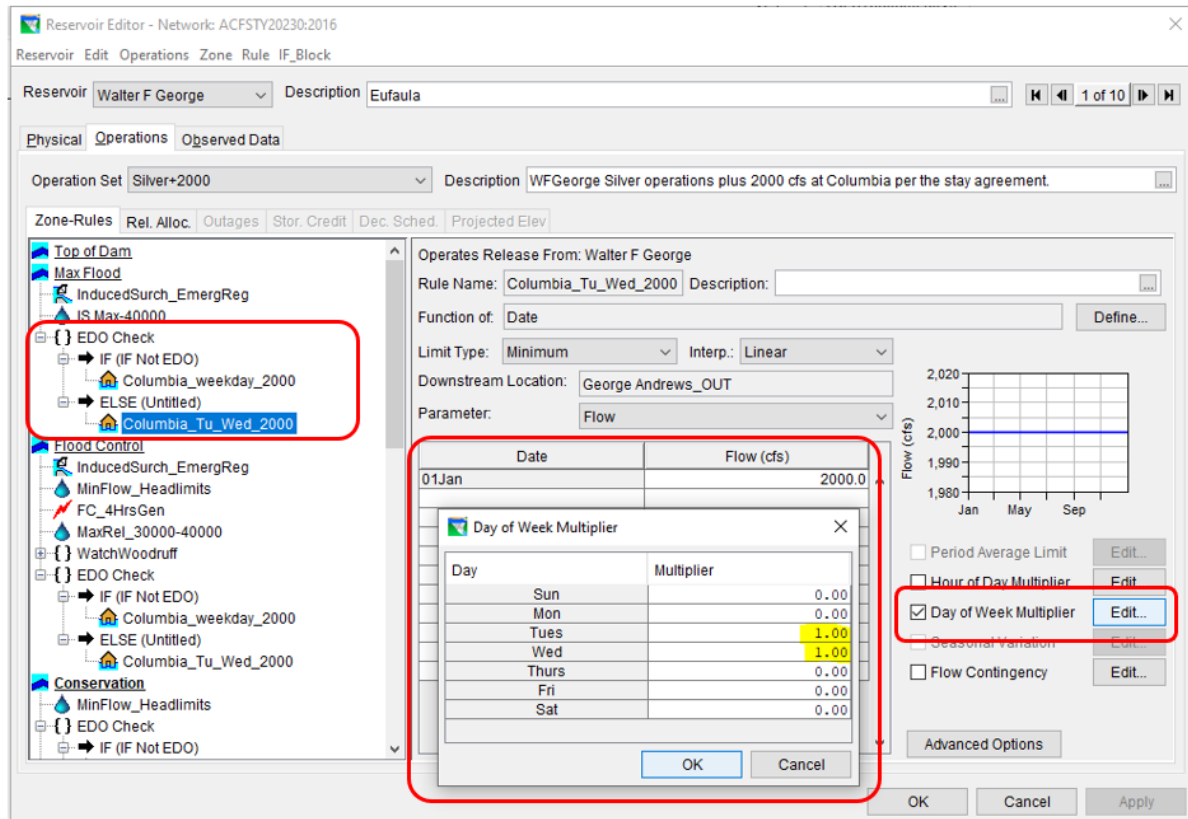 Reservoir Editor - Network: ACFSTY20230:2016
Reservoir Edit Operations Zone Rule IF_Block
Reservoir Walter F George Description Eufaula ... 1 of 10
Physical Operations Observed Data
Operation Set Silver+2000 Description WFGeorge Silver operations plus 2000 cfs at Columbia per the stay agreement. ...
Zone-Rules Rel. Alloc. Outages Stor. Credit Dec. Sched. Projected Elev
Top of Dam
Max Flood
InducedSurch_EmergReg
IS Max-40000
{ } EDO Check
IF (IF Not EDO)
Columbia_weekday_2000
ELSE (Untitled)
Columbia_Tu_Wed_2000
Flood Control
InducedSurch_EmergReg
MinFlow_Headlimits
FC_4HrsGen
MaxRel_30000-40000
{ } WatchWoodruff
{ } EDO Check
IF (IF Not EDO)
Columbia_weekday_2000
ELSE (Untitled)
Columbia_Tu_Wed_2000
Conservation
MinFlow_Headlimits
{ } EDO Check
IF (IF Not EDO)
Operates Release From: Walter F George
Rule Name: Columbia_Tu_Wed_2000 Description: ...
Function of: Date Define...
Limit Type: Minimum Interp.: Linear
Downstream Location: George Andrews_OUT
Parameter: Flow
Date Flow (cfs)
01Jan 2000.0
Flow (cfs)
2,020
2,010
2,000
1,990
1,980
Jan May Sep
Period Average Limit Edit...
Hour of Day Multiplier Edit...
Day of Week Multiplier Edit...
Seasonal Variation Edit...
Flow Contingency Edit...
Advanced Options
Day of Week Multiplier
Day Multiplier
Sun 0.00
Mon 0.00
Tues 1.00
Wed 1.00
Thurs 0.00
Fri 0.00
Sat 0.00
OK Cancel
OK Cancel Apply